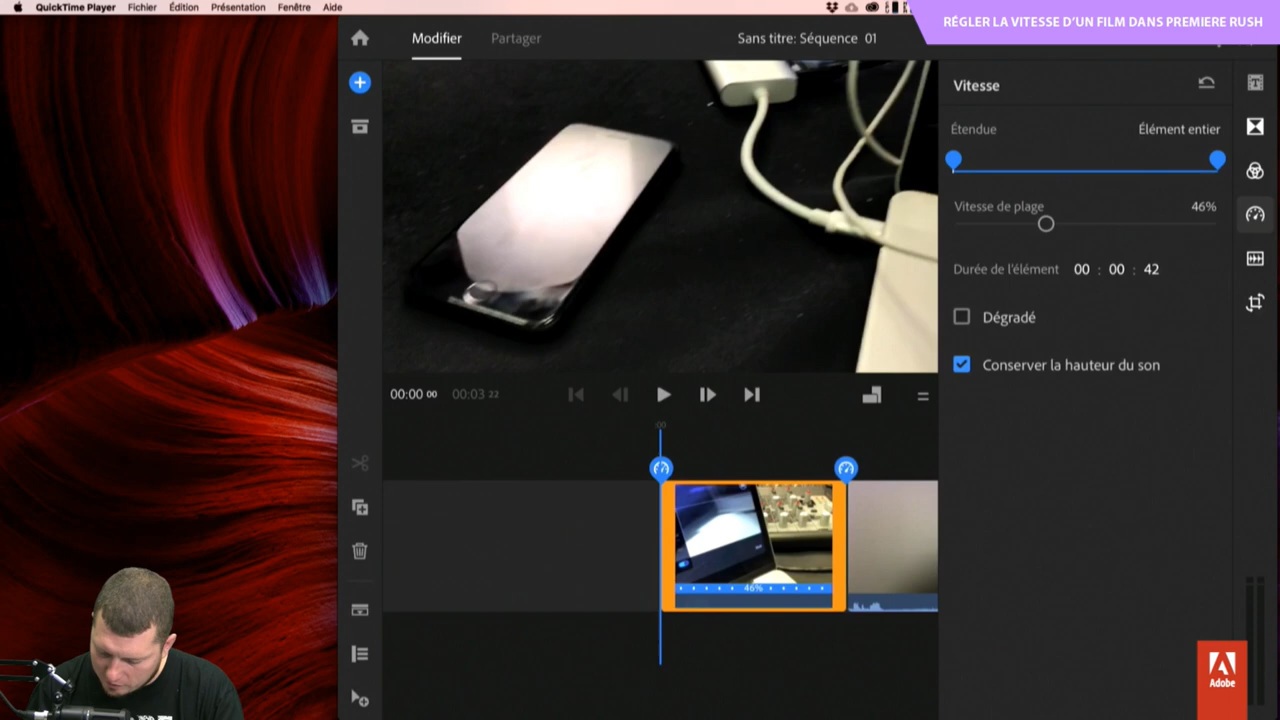 QuickTime Player Fichier Édition Présentation Fenêtre Aide
RÉGLER LA VITESSE D'UN FILM DANS PREMIERE RUSH
Modifier Partager Sans titre: Séquence 01
Vitesse
Étendue Élément entier
Vitesse de plage 46%
Durée de l'élément 00 : 00 : 42
Dégradé
Conserver la hauteur du son
00:00 00 00:03 22
:00
46%
Adobe